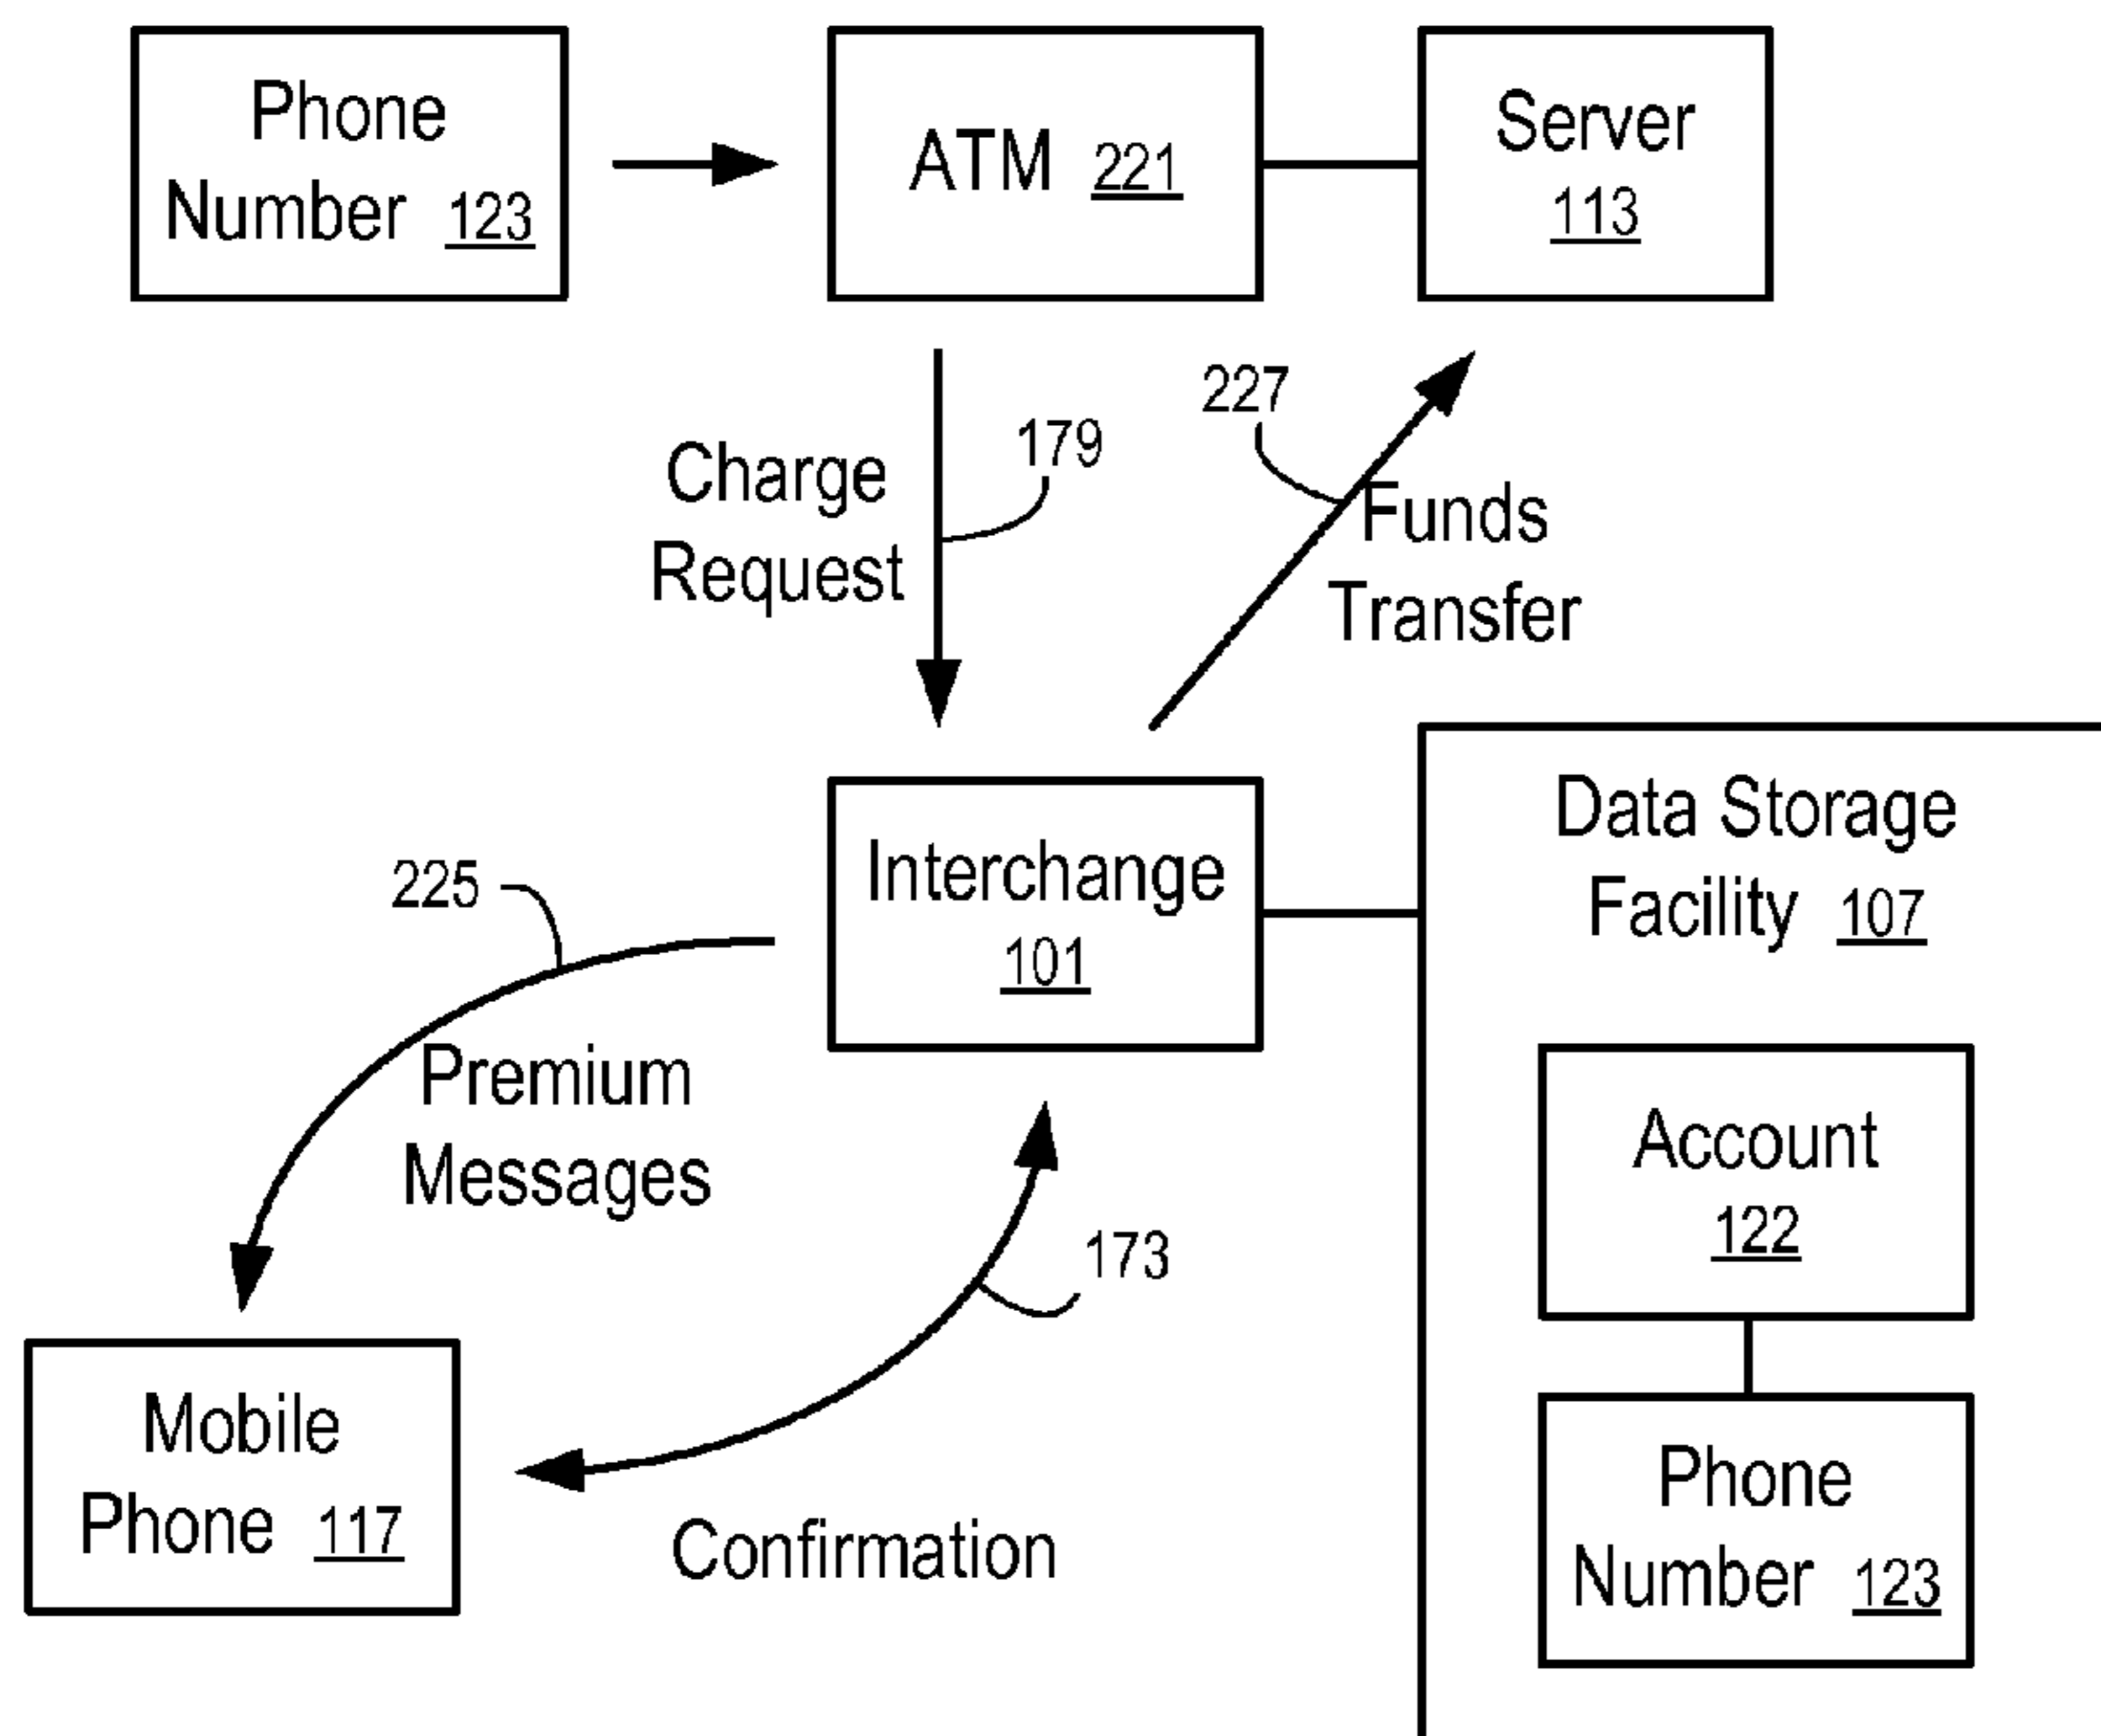 Phone
Number 123
ATM 221
Server
113
Charge
Request
179
227
Funds
Transfer
Interchange
101
Data Storage
Facility 107
225
Premium
Messages
Account
122
173
Mobile
Phone 117
Confirmation
Phone
Number 123